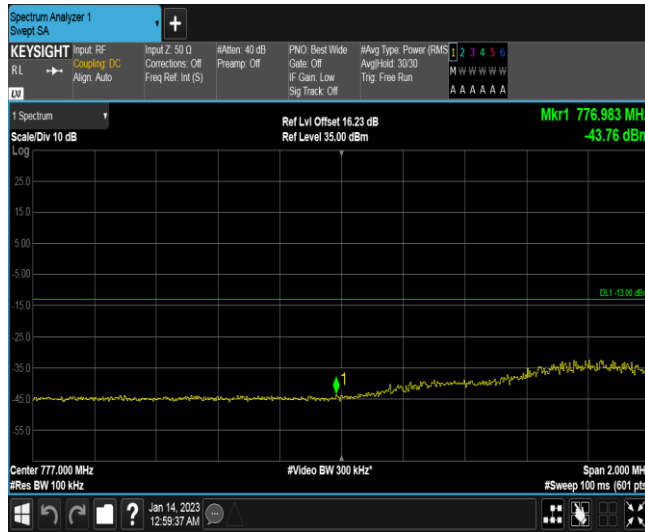 Spectrum Analyzer 1
Swept SA
KEYSIGHT
RL
LXI
Input: RF
Coupling: DC
Align: Auto
Input Z: 50 Ω
Corrections: Off
Freq Ref: Int (S)
#Atten: 40 dB
Preamp: Off
PNO: Best Wide
Gate: Off
IF Gain: Low
Sig Track: Off
#Avg Type: Power (RMS
Avg|Hold: 30/30
Trig: Free Run
1 2 3 4 5 6
M W W W W W
A A A A A A
1 Spectrum
Scale/Div 10 dB
Ref Lvl Offset 16.23 dB
Ref Level 35.00 dBm
Mkr1 776.983 MH
-43.76 dBm
Log
25.0
15.0
5.00
-5.00
DL1 -13.00 dBm
-15.0
-25.0
-35.0
1
-45.0
-55.0
Center 777.000 MHz
#Res BW 100 kHz
#Video BW 300 kHz*
Span 2.000 MH
#Sweep 100 ms (601 pts
?
Jan 14, 2023
12:59:37 AM